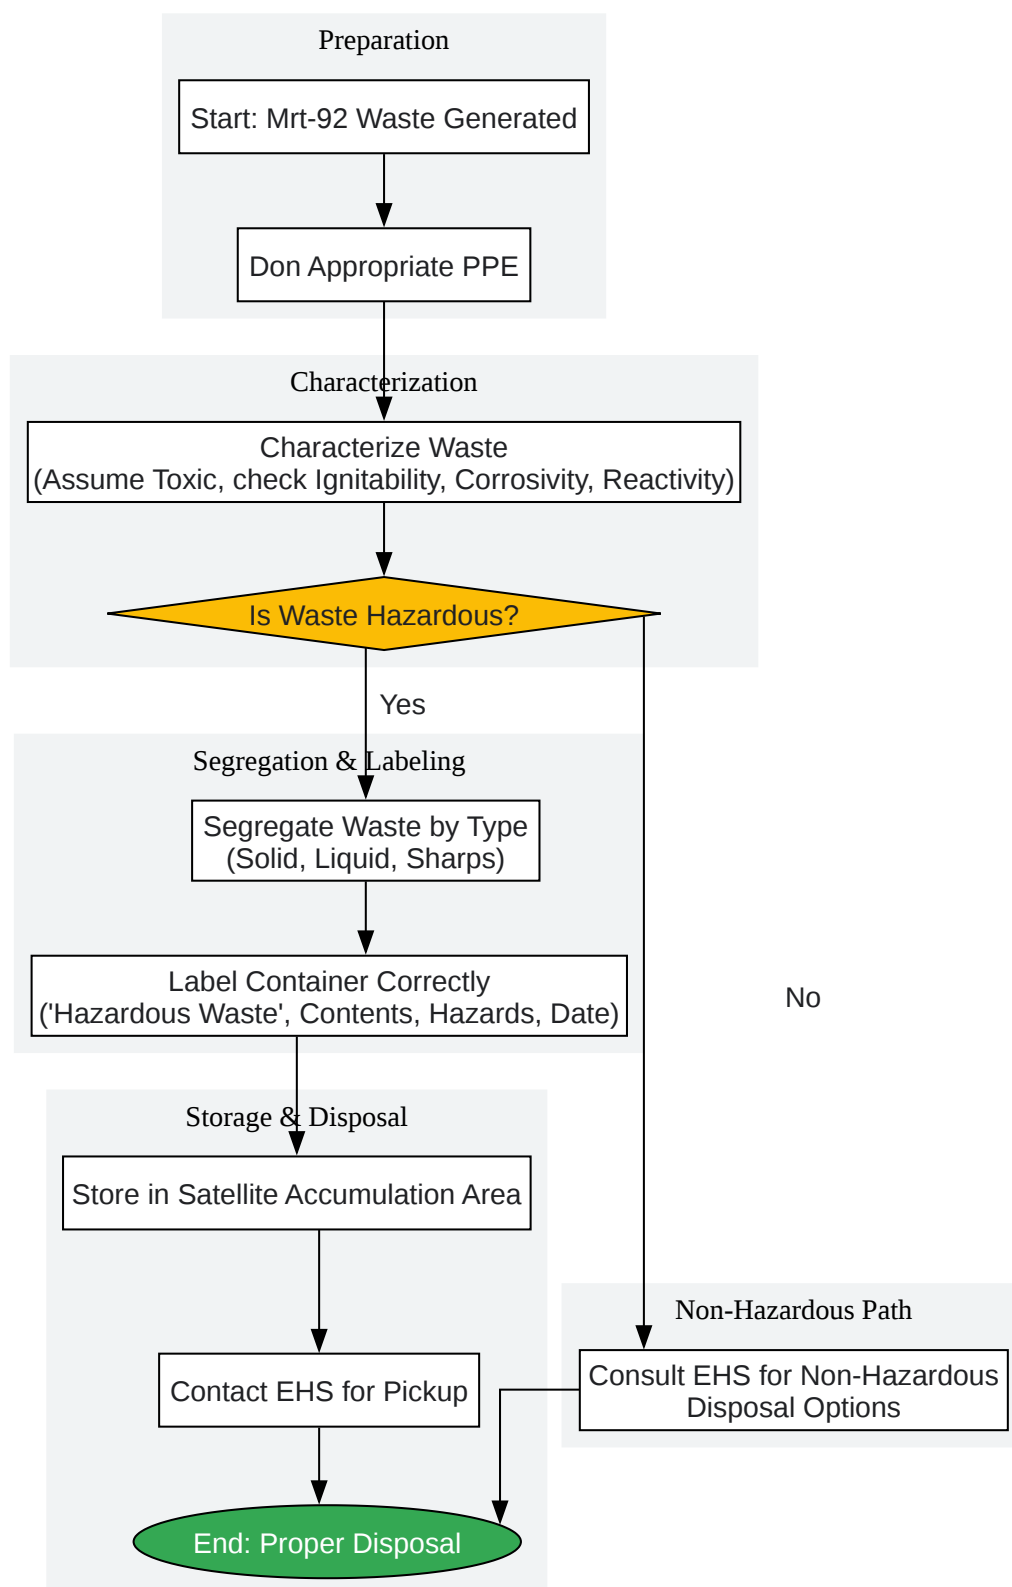 Preparation
Start: Mrt-92 Waste Generated
Don Appropriate PPE
Characterization
Characterize Waste
(Assume Toxic, check Ignitability, Corrosivity, Reactivity)
Is Waste Hazardous?
Yes
Segregation & Labeling
Segregate Waste by Type
(Solid, Liquid, Sharps)
Label Container Correctly
('Hazardous Waste', Contents, Hazards, Date)
No
Storage & Disposal
Store in Satellite Accumulation Area
Contact EHS for Pickup
Non-Hazardous Path
Consult EHS for Non-Hazardous
Disposal Options
End: Proper Disposal